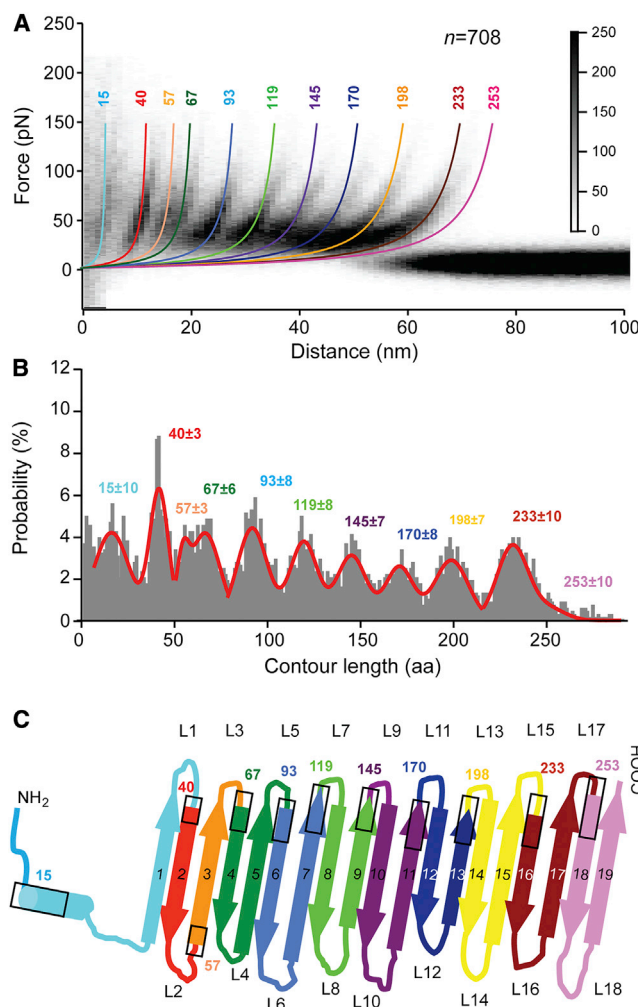 A
n=708
250
200
150
100
50
0
Force (pN)
15
40
57
67
93
119
145
170
198
233
253
250
200
150
100
50
0
0 20 40 60 80 100
Distance (nm)
B
12
10
8
6
4
2
0
Probability (%)
40±3
15±10
57±3
67±6
93±8
119±8
145±7
170±8
198±7
233±10
253±10
0 50 100 150 200 250
Contour length (aa)
C
L1 L3 L5 L7 L9 L11 L13 L15 L17
COOH
40 67 93 119 145 170 198 233 253
NH2
15
1 2 3 4 5 6 7 8 9 10 11 12 13 14 15 16 17 18 19
57
L2 L4 L6 L8 L10 L12 L14 L16 L18